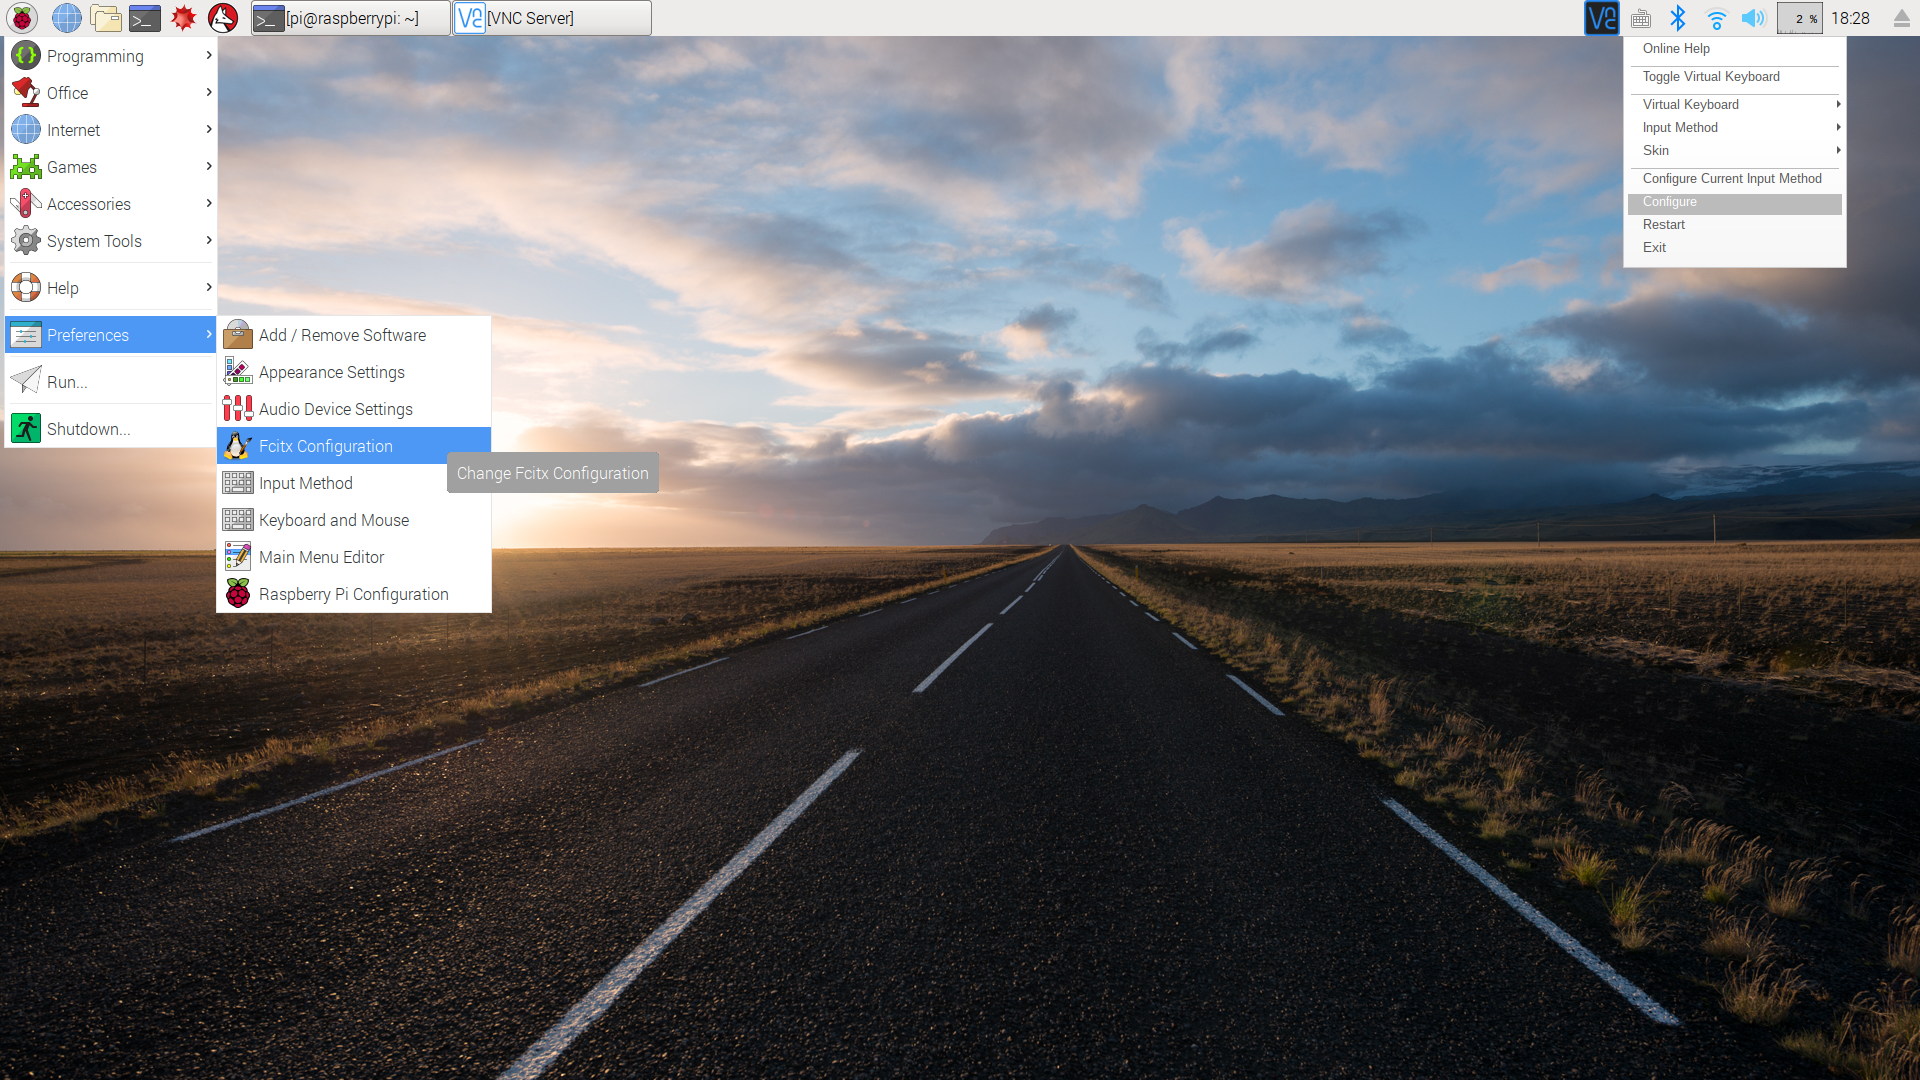 [pi@raspberrypi: ~]
[VNC Server]
2 %
18:28
Programming
Office
Internet
Games
Accessories
System Tools
Help
Preferences
Run...
Shutdown...
Add / Remove Software
Appearance Settings
Audio Device Settings
Fcitx Configuration
Change Fcitx Configuration
Input Method
Keyboard and Mouse
Main Menu Editor
Raspberry Pi Configuration
Online Help
Toggle Virtual Keyboard
Virtual Keyboard
Input Method
Skin
Configure Current Input Method
Configure
Restart
Exit